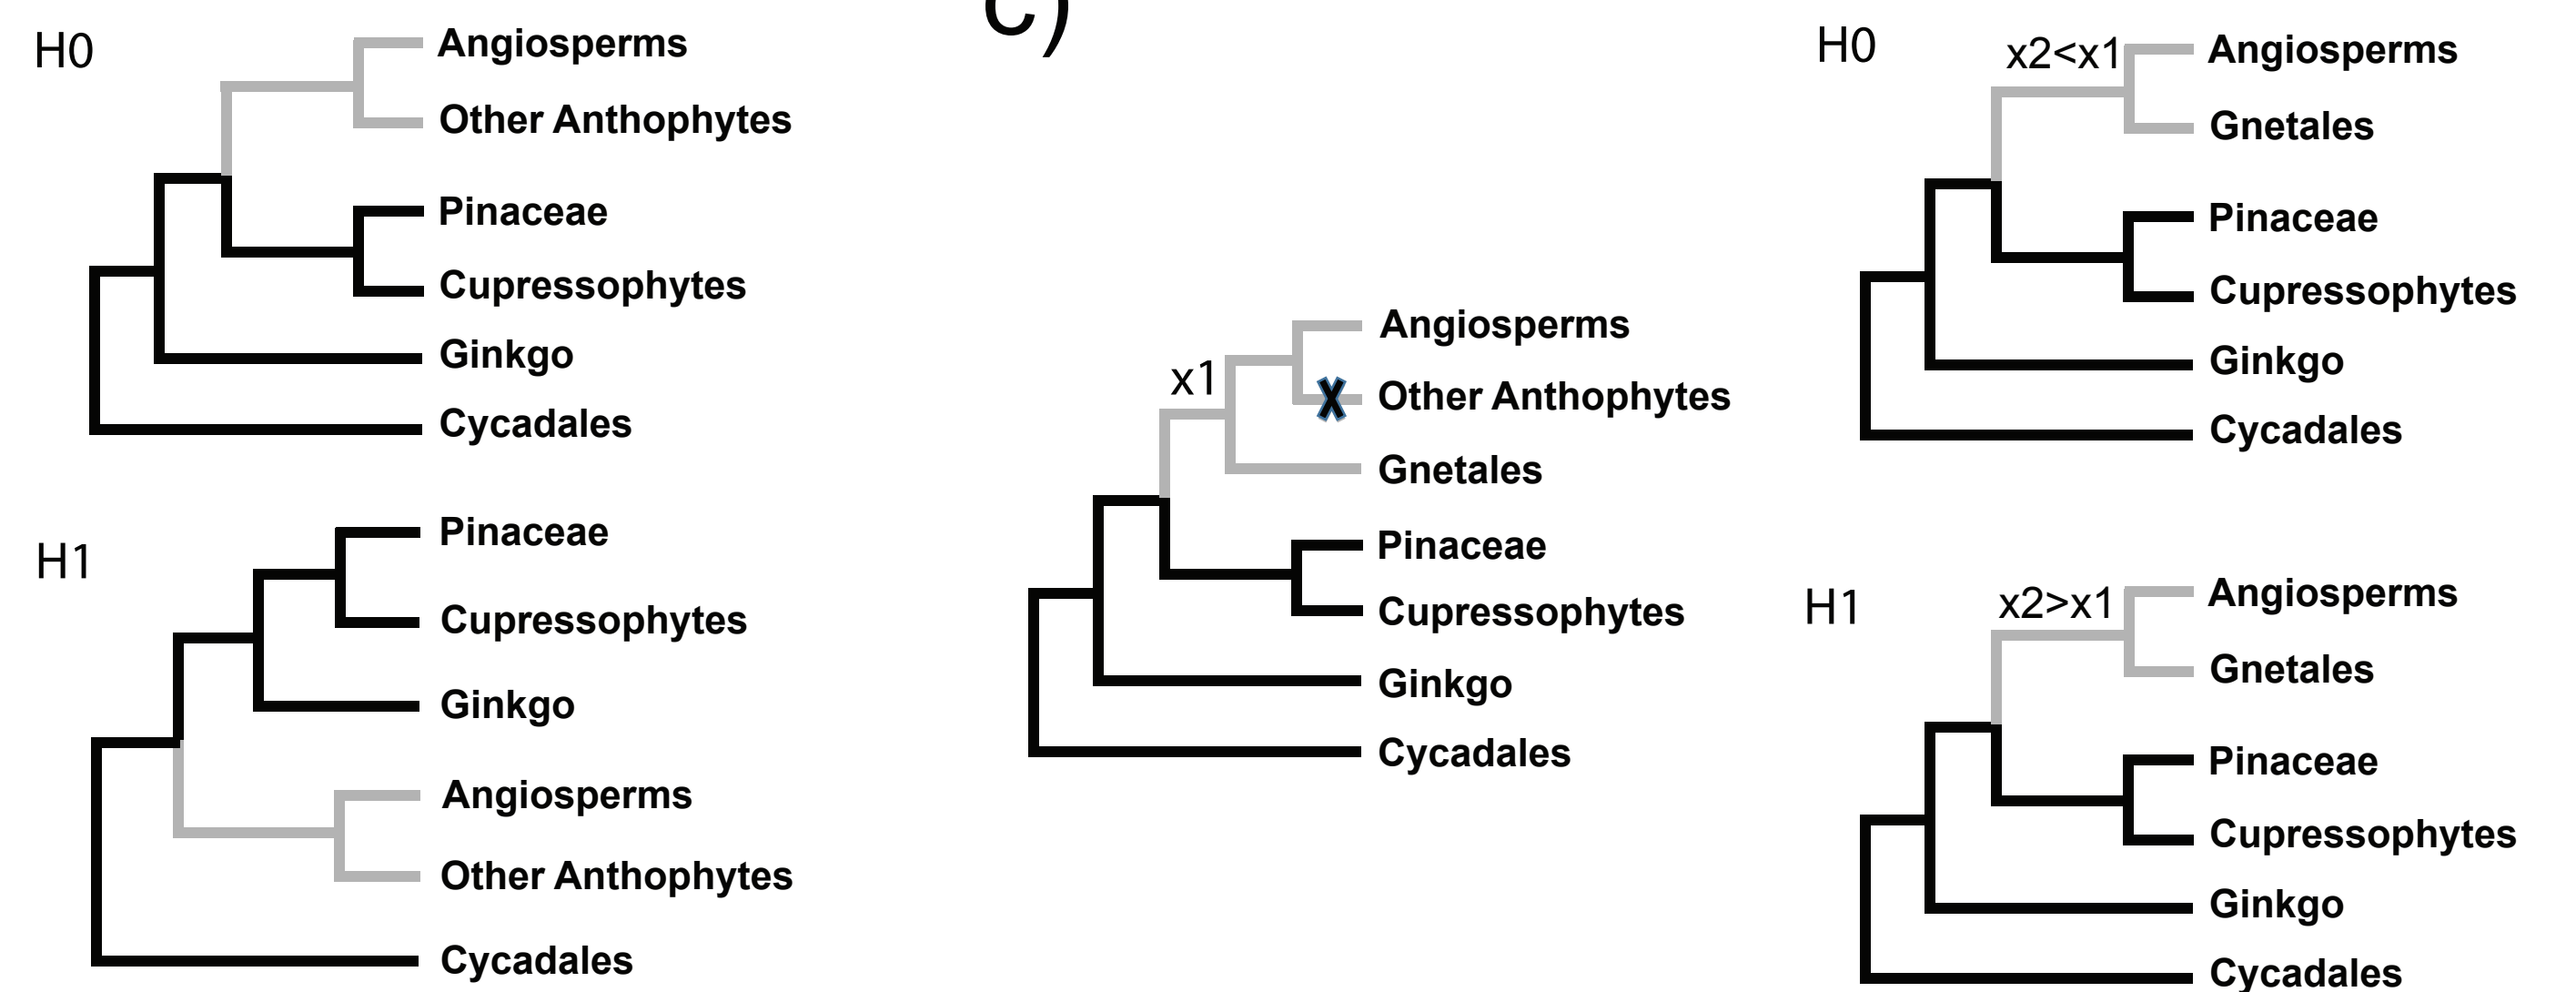 H0
Angiosperms
Other Anthophytes
Pinaceae
Cupressophytes
Ginkgo
Cycadales
H1
Pinaceae
Cupressophytes
Ginkgo
Angiosperms
Other Anthophytes
Cycadales
c)
x1
Angiosperms
Other Anthophytes
Gnetales
Pinaceae
Cupressophytes
Ginkgo
Cycadales
H0
x2<x1
Angiosperms
Gnetales
Pinaceae
Cupressophytes
Ginkgo
Cycadales
H1
x2>x1
Angiosperms
Gnetales
Pinaceae
Cupressophytes
Ginkgo
Cycadales